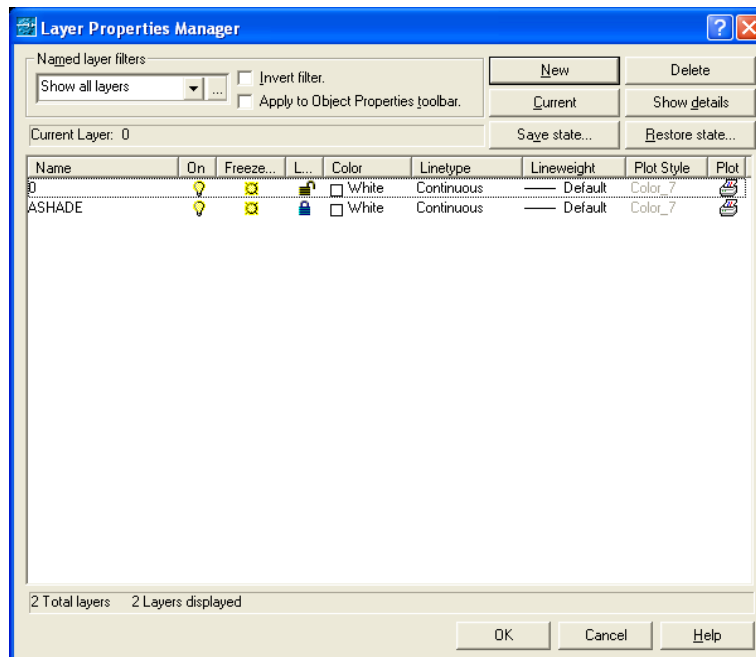 Layer Properties Manager
Named layer filters
Show all layers
...
Invert filter.
Apply to Object Properties toolbar.
New
Delete
Current
Show details
Current Layer: 0
Save state...
Restore state...
Name On Freeze... L... Color Linetype Lineweight Plot Style Plot
0 White Continuous Default Color_7
ASHADE White Continuous Default Color_7
2 Total layers 2 Layers displayed
OK
Cancel
Help